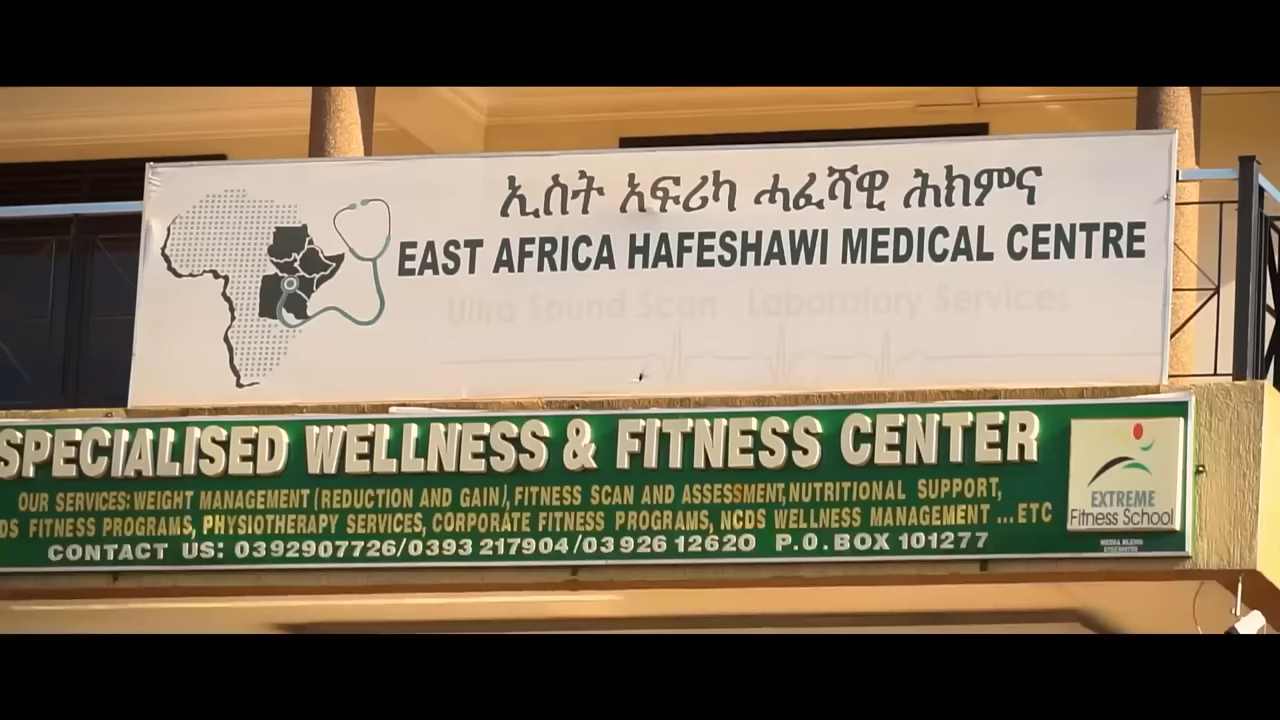 ኢስት አፍሪካ ሓፈሻዊ ሕክምና
EAST AFRICA HAFESHAWI MEDICAL CENTRE
Ultra Sound Scan Laboratory Services
SPECIALISED WELLNESS & FITNESS CENTER
OUR SERVICES: WEIGHT MANAGEMENT (REDUCTION AND GAIN), FITNESS SCAN AND ASSESSMENT, NUTRITIONAL SUPPORT,
DS FITNESS PROGRAMS, PHYSIOTHERAPY SERVICES, CORPORATE FITNESS PROGRAMS, NCDS WELLNESS MANAGEMENT ... ETC
CONTACT US: 0392907726/0393 217904/03926 12620 P.O. BOX 101277
EXTREME
Fitness School